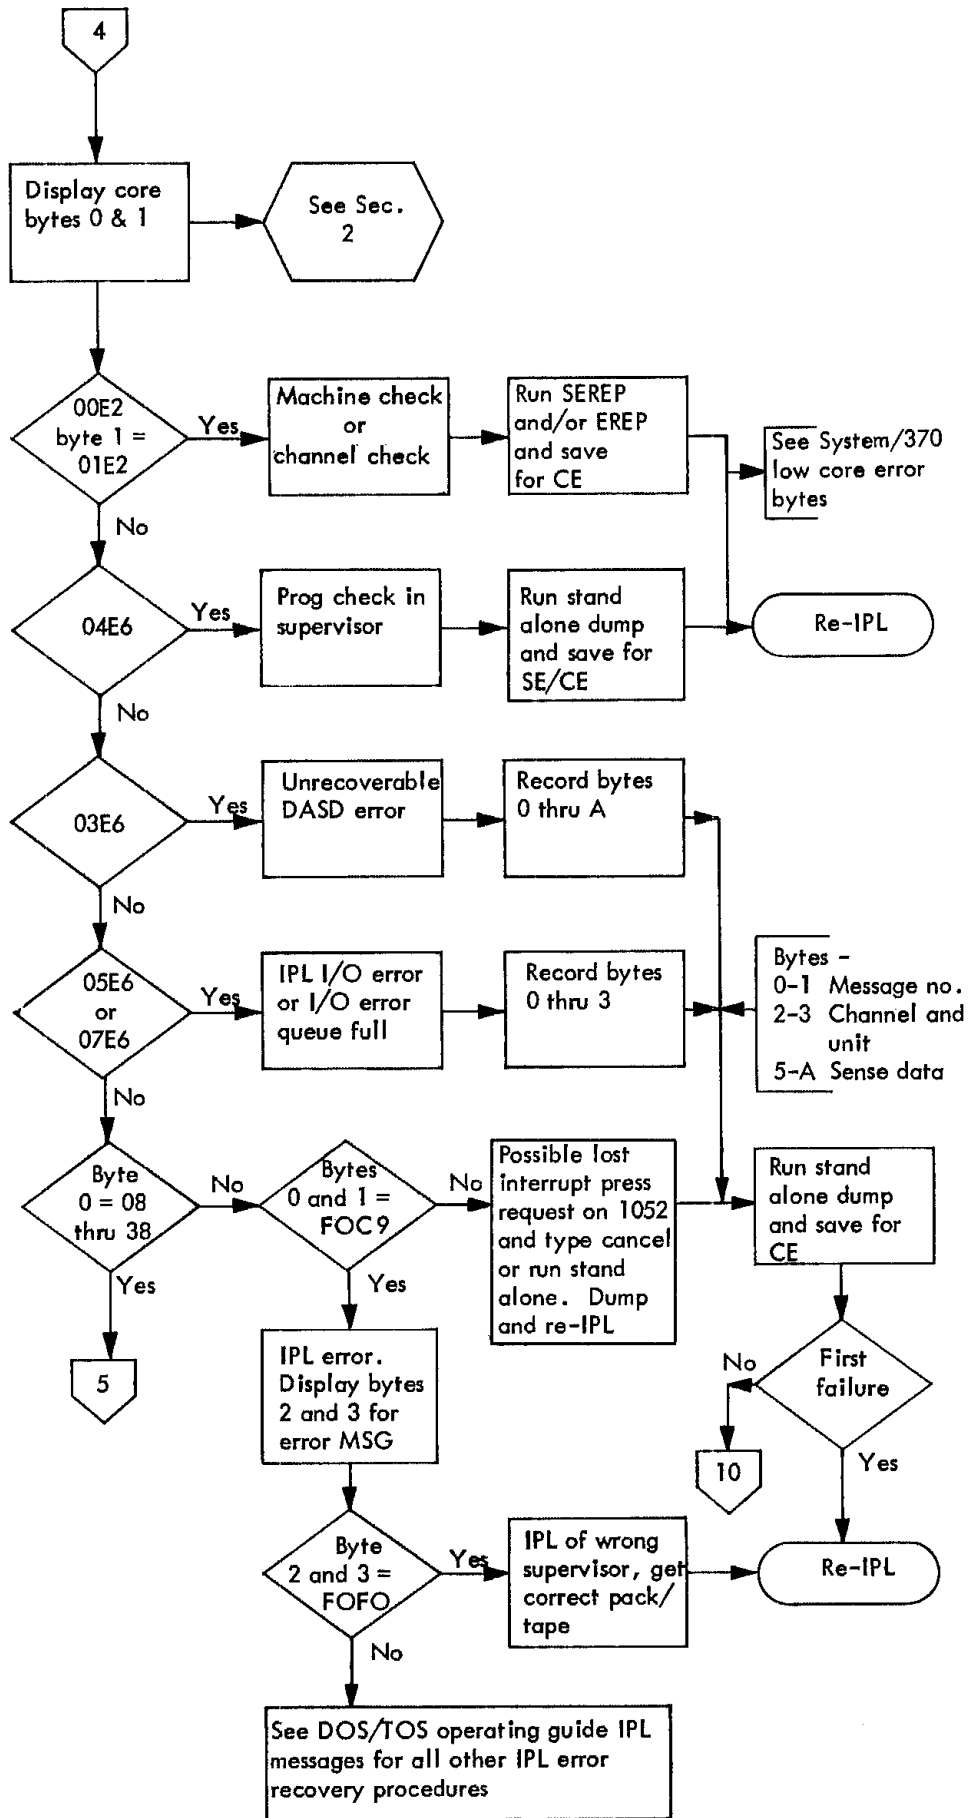 4
Display core
bytes 0 & 1
See Sec.
2
00E2
byte 1 =
01E2
Yes
Machine check
or
channel check
Run SEREP
and/or EREP
and save
for CE
See System/370
low core error
bytes
No
04E6
Yes
Prog check in
supervisor
Run stand
alone dump
and save for
SE/CE
Re-IPL
No
03E6
Yes
Unrecoverable
DASD error
Record bytes
0 thru A
No
05E6
or
07E6
Yes
IPL I/O error
or I/O error
queue full
Record bytes
0 thru 3
Bytes -
0-1 Message no.
2-3 Channel and
unit
5-A Sense data
No
Byte
0 = 08
thru 38
No
Bytes
0 and 1 =
FOC9
No
Possible lost
interrupt press
request on 1052
and type cancel
or run stand
alone. Dump
and re-IPL
Run stand
alone dump
and save for
CE
Yes
5
Yes
IPL error.
Display bytes
2 and 3 for
error MSG
First
failure
No
10
Yes
Byte
2 and 3 =
FOFO
Yes
IPL of wrong
supervisor, get
correct pack/
tape
Re-IPL
No
See DOS/TOS operating guide IPL
messages for all other IPL error
recovery procedures